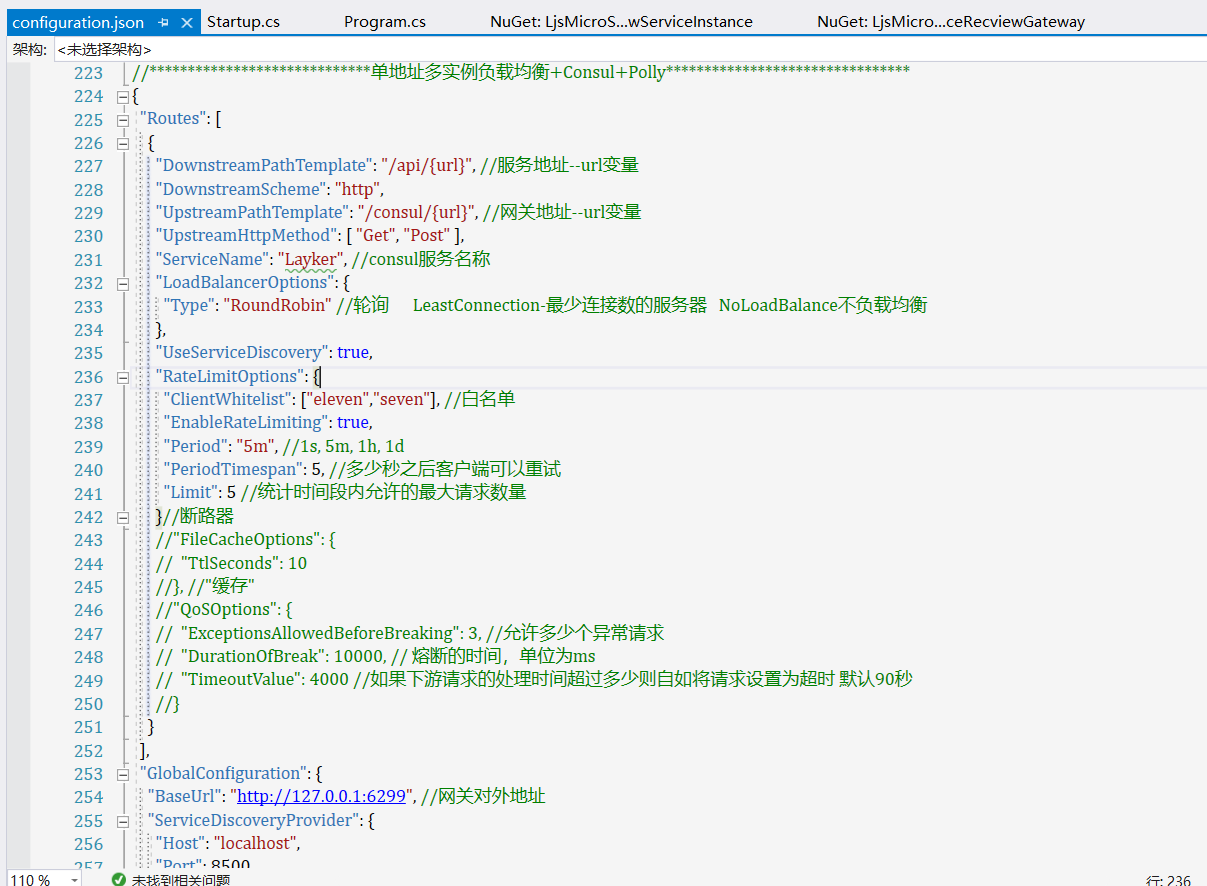 configuration.json Startup.cs Program.cs NuGet: LjsMicroS...wServiceInstance NuGet: LjsMicro...ceRecviewGateway
架构: <未选择架构>
223 //*****************************单地址多实例负载均衡+Consul+Polly********************************
224 {
225 "Routes": [
226 {
227 "DownstreamPathTemplate": "/api/{url}", //服务地址--url变量
228 "DownstreamScheme": "http",
229 "UpstreamPathTemplate": "/consul/{url}", //网关地址--url变量
230 "UpstreamHttpMethod": [ "Get", "Post" ],
231 "ServiceName": "Layker", //consul服务名称
232 "LoadBalancerOptions": {
233 "Type": "RoundRobin" //轮询 LeastConnection-最少连接数的服务器 NoLoadBalance不负载均衡
234 },
235 "UseServiceDiscovery": true,
236 "RateLimitOptions": {
237 "ClientWhitelist": ["eleven","seven"], //白名单
238 "EnableRateLimiting": true,
239 "Period": "5m", //1s, 5m, 1h, 1d
240 "PeriodTimespan": 5, //多少秒之后客户端可以重试
241 "Limit": 5 //统计时间段内允许的最大请求数量
242 }//断路器
243 //"FileCacheOptions": {
244 // "TtlSeconds": 10
245 //}, //"缓存"
246 //"QoSOptions": {
247 // "ExceptionsAllowedBeforeBreaking": 3, //允许多少个异常请求
248 // "DurationOfBreak": 10000, // 熔断的时间，单位为ms
249 // "TimeoutValue": 4000 //如果下游请求的处理时间超过多少则自如将请求设置为超时 默认90秒
250 //}
251 }
252 ],
253 "GlobalConfiguration": {
254 "BaseUrl": "http://127.0.0.1:6299", //网关对外地址
255 "ServiceDiscoveryProvider": {
256 "Host": "localhost",
257 "Port": 8500
110 % 未找到相关问题 行: 236